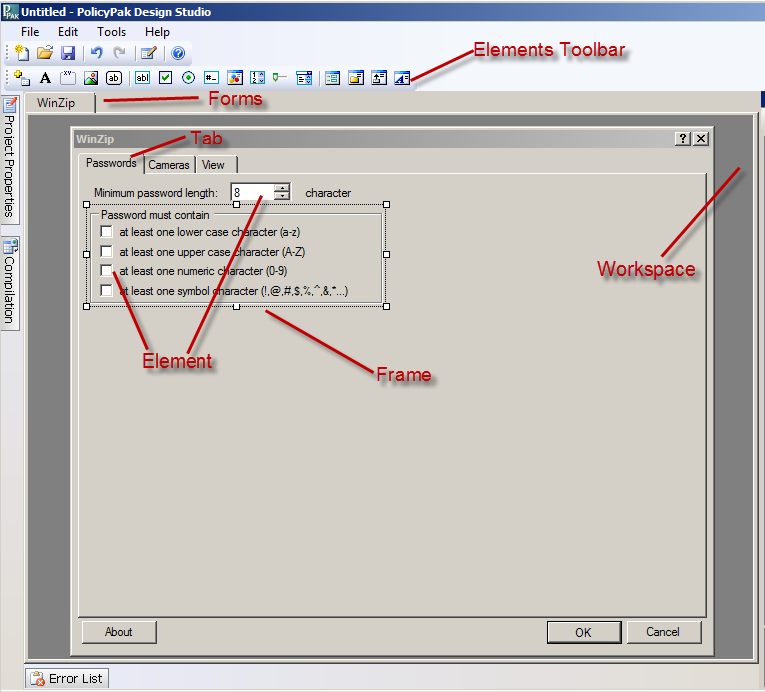 Untitled - PolicyPak Design Studio
File Edit Tools Help
Elements Toolbar
WinZip
Forms
Project Properties
Compilation
WinZip
Tab
Passwords Cameras View
Minimum password length: 8 character
Password must contain
at least one lower case character (a-z)
at least one upper case character (A-Z)
at least one numeric character (0-9)
at least one symbol character (!,@,#,$,%,^,&,*...)
Workspace
Element
Frame
About OK Cancel
Error List